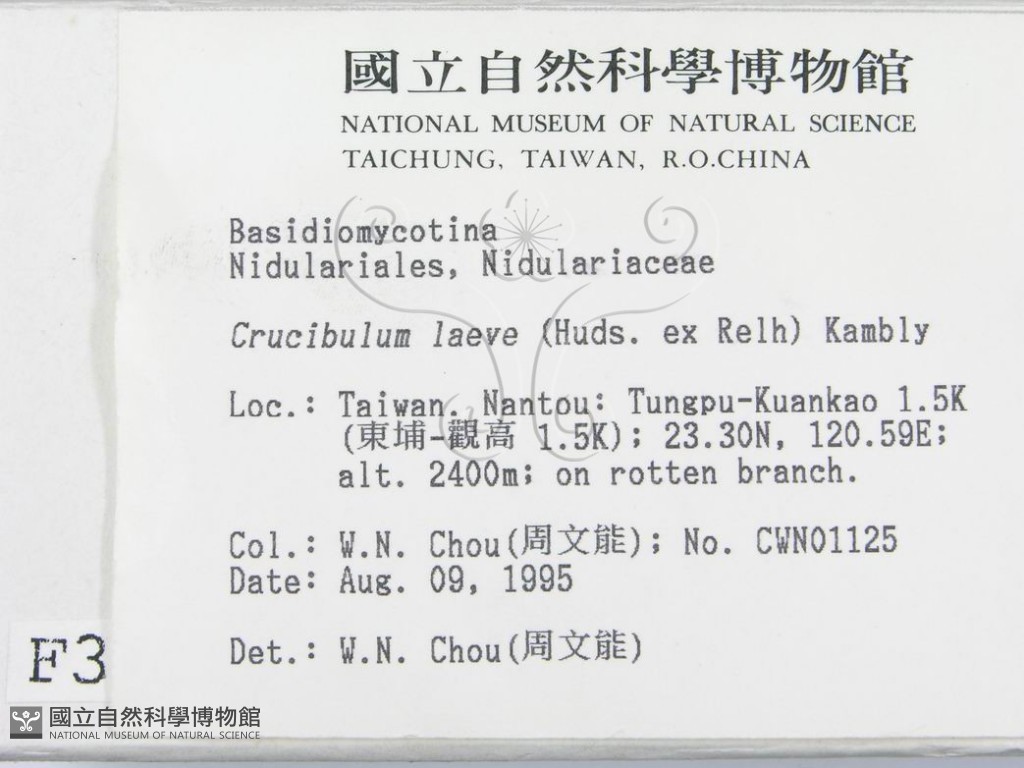 國立自然科學博物館
NATIONAL MUSEUM OF NATURAL SCIENCE
TAICHUNG, TAIWAN, R.O.CHINA
Basidiomycotina
Nidulariales, Nidulariaceae
Crucibulum laeve (Huds. ex Relh) Kambly
Loc.: Taiwan. Nantou: Tungpu-Kuankao 1.5K
(東埔-觀高 1.5K); 23.30N, 120.59E;
alt. 2400m; on rotten branch.
Col.: W.N. Chou(周文能); No. CWN01125
Date: Aug. 09, 1995
Det.: W.N. Chou(周文能)
F3
國立自然科學博物館
NATIONAL MUSEUM OF NATURAL SCIENCE